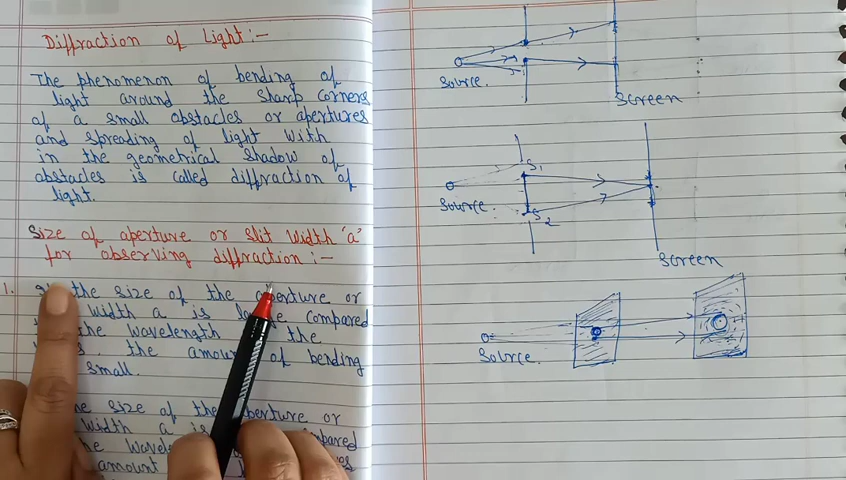 Diffraction of Light:-
The phenomenon of bending of
light around the sharp corners
of a small obstacles or apertures
and spreading of light with
in the geometrical shadow of
obstacles is called diffraction of
light.
Size of aperture or slit width 'a'
for observing diffraction:-
1. the size of the aperture or
width a is compared
the wavelength the
the amount of bending
small.
size of the aperture or
width a is
amount
Source.
Screen
S1
Source.
S2
Screen
Source.